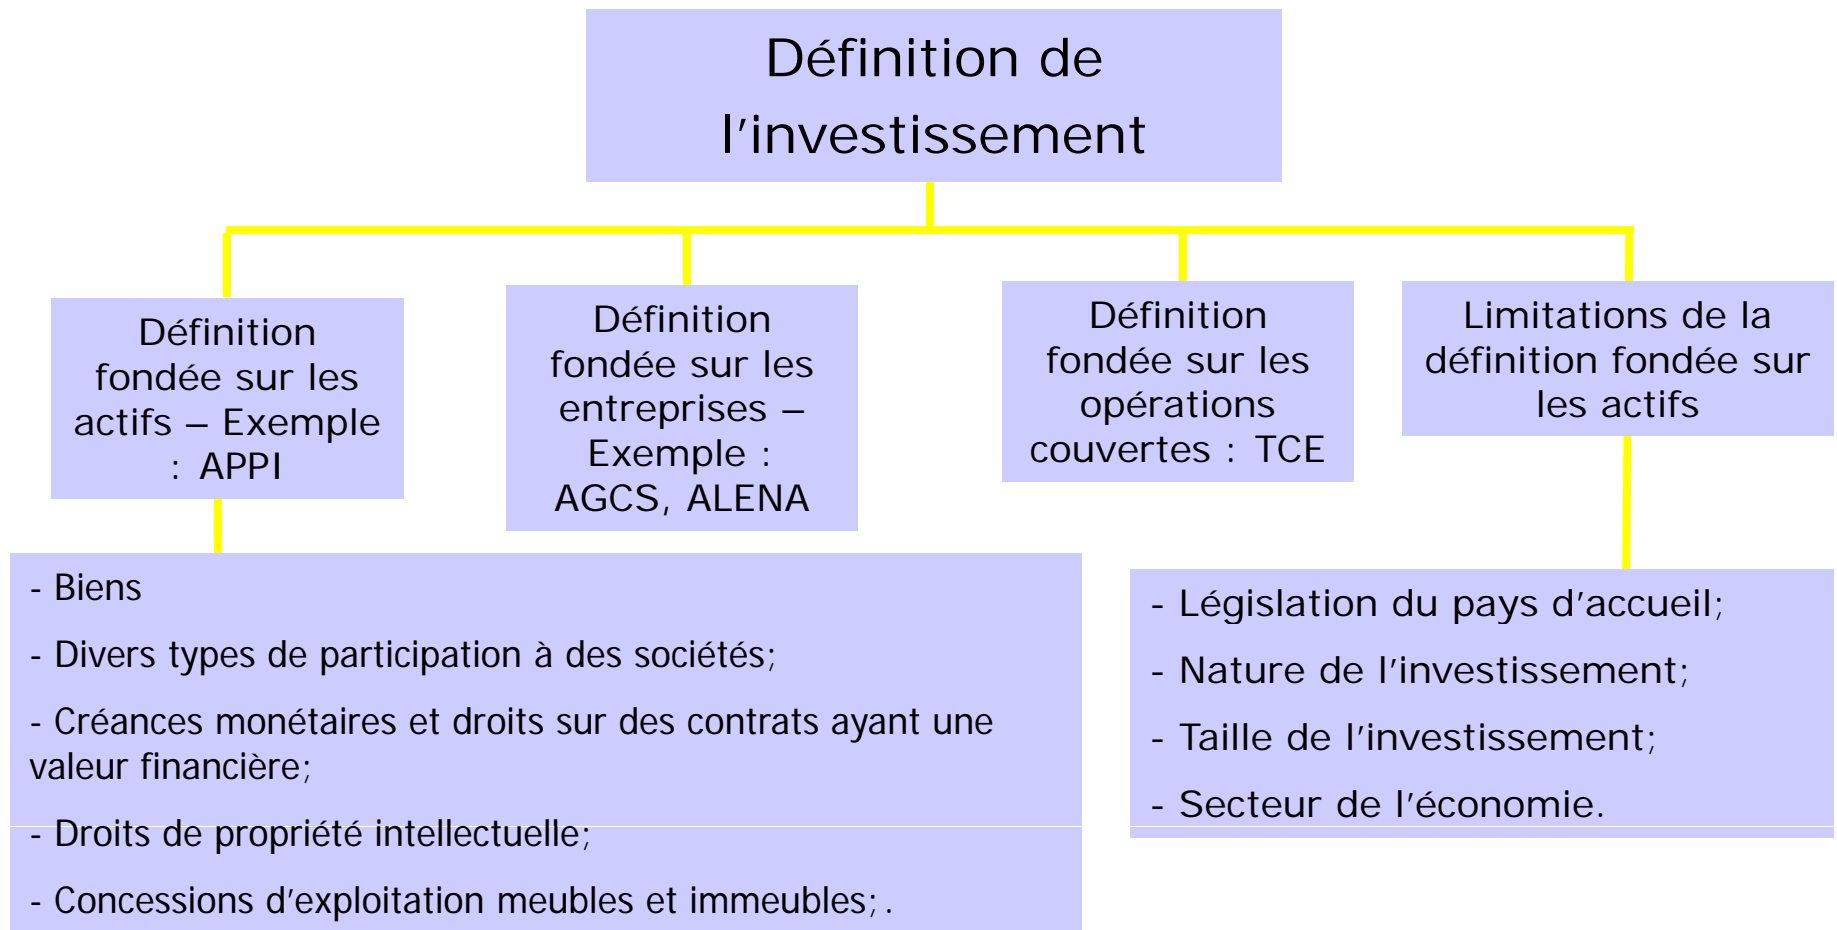 Définition de
l'investissement
Définition
fondée sur les
actifs – Exemple
: APPI
Définition
fondée sur les
entreprises –
Exemple :
AGCS, ALENA
Définition
fondée sur les
opérations
couvertes : TCE
Limitations de la
définition fondée sur
les actifs
- Biens
- Divers types de participation à des sociétés;
- Créances monétaires et droits sur des contrats ayant une
valeur financière;
- Droits de propriété intellectuelle;
- Concessions d'exploitation meubles et immeubles;.
- Législation du pays d'accueil;
- Nature de l'investissement;
- Taille de l'investissement;
- Secteur de l'économie.